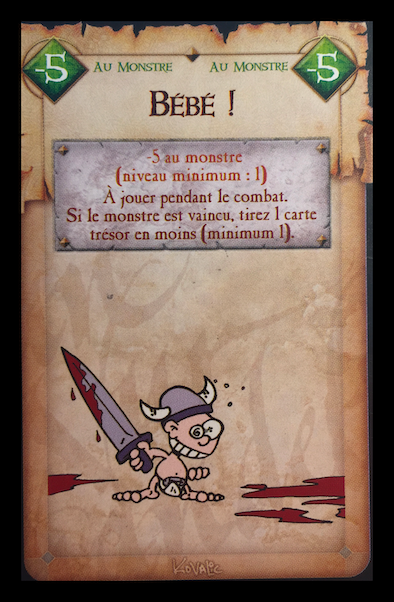 -5 Au Monstre Au Monstre -5
Bébé !
-5 au monstre
(niveau minimum : 1)
À jouer pendant le combat.
Si le monstre est vaincu, tirez 1 carte
trésor en moins (minimum 1).
Kovalic